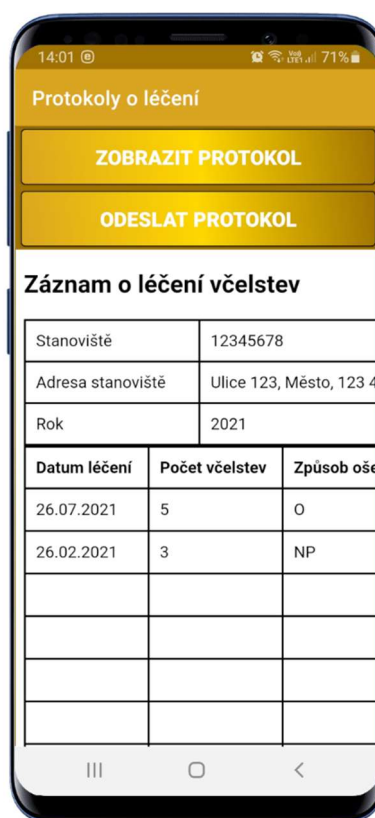 14:01 71%
Protokoly o léčení
ZOBRAZIT PROTOKOL
ODESLAT PROTOKOL
Záznam o léčení včelstev
Stanoviště 12345678
Adresa stanoviště Ulice 123, Město, 123 4
Rok 2021
Datum léčení Počet včelstev Způsob oše
26.07.2021 5 O
26.02.2021 3 NP